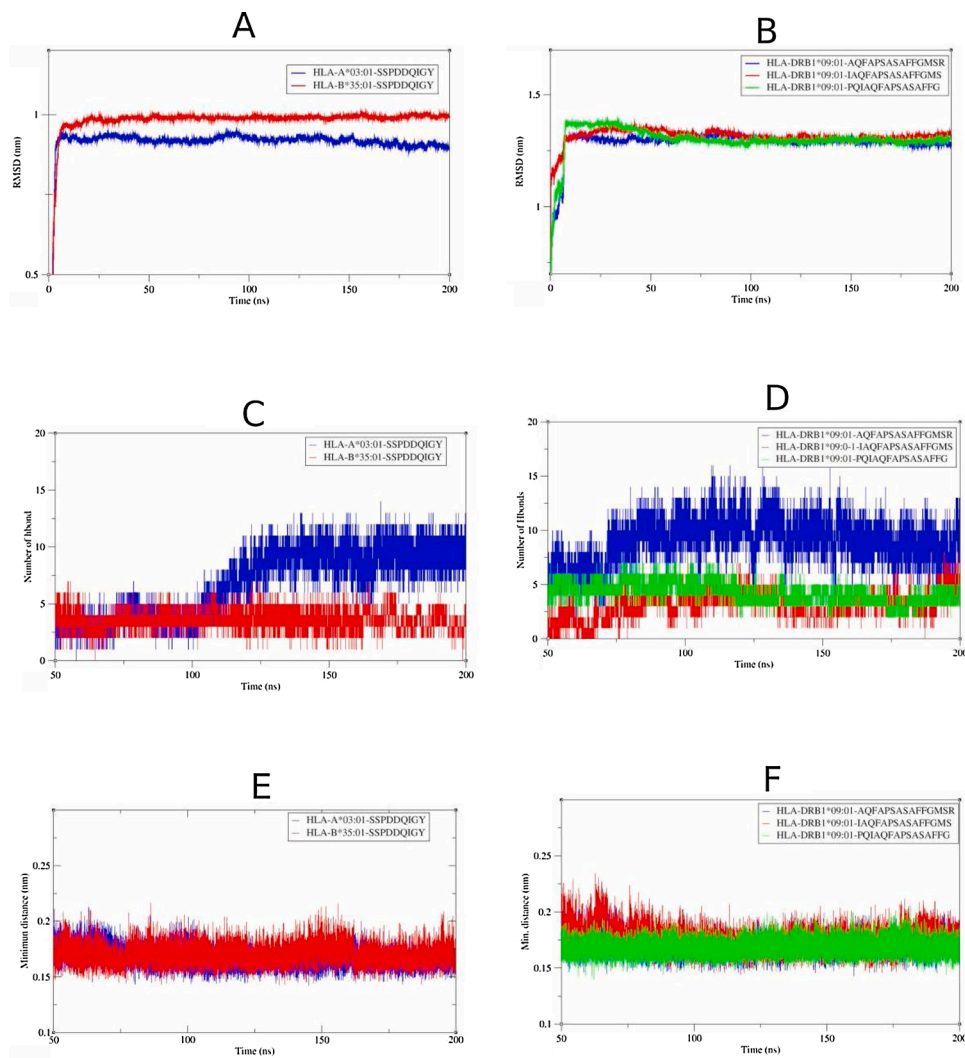 A
HLA-A*03:01-SSPDDQIGY
HLA-B*35:01-SSPDDQIGY
1
RMSD (nm)
0.5
0
50
100
150
200
Time (ns)
B
HLA-DRB1*09:01-AQFAPSASAFFGMSR
HLA-DRB1*09:01-IAQFAPSASAFFGMS
HLA-DRB1*09:01-PQIAQFAPSASAFFG
1.5
RMSD (nm)
1
0
50
100
150
200
Time (ns)
C
HLA-A*03:01-SSPDDQIGY
HLA-B*35:01-SSPDDQIGY
20
15
Number of hbond
10
5
0
50
100
150
200
Time (ns)
D
HLA-DRB1*09:01-AQFAPSASAFFGMSR
HLA-DRB1*09:0-1-IAQFAPSASAFFGMS
HLA-DRB1*09:01-PQIAQFAPSASAFFG
20
15
Number of Hbonds
10
5
0
50
100
150
200
Time (ns)
E
HLA-A*03:01-SSPDDQIGY
HLA-B*35:01-SSPDDQIGY
0.25
Minimum distance (nm)
0.2
0.15
0.1
50
100
150
200
Time (ns)
F
HLA-DRB1*09:01-AQFAPSASAFFGMSR
HLA-DRB1*09:01-IAQFAPSASAFFGMS
HLA-DRB1*09:01-PQIAQFAPSASAFFG
0.25
Min. distance (nm)
0.2
0.15
0.1
50
100
150
200
Time (ns)